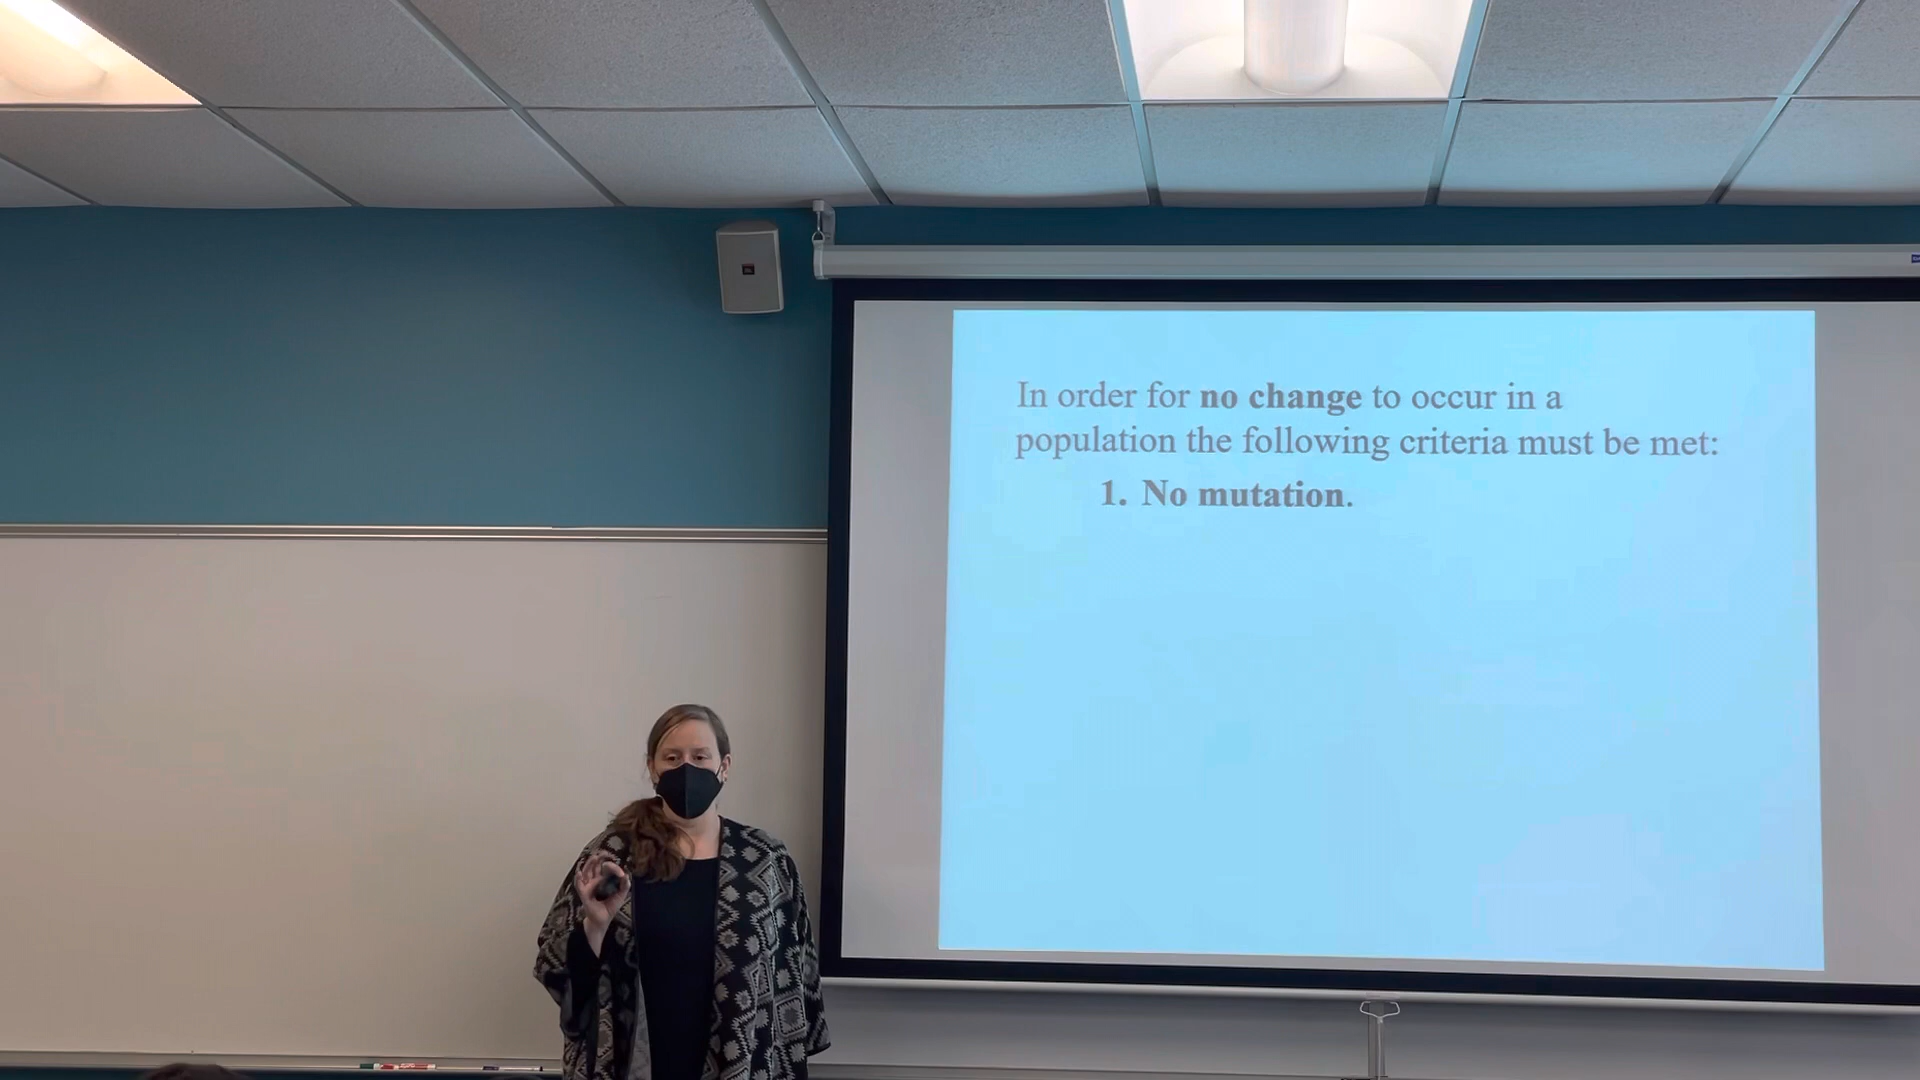 In order for no change to occur in a
population the following criteria must be met:
1. No mutation.